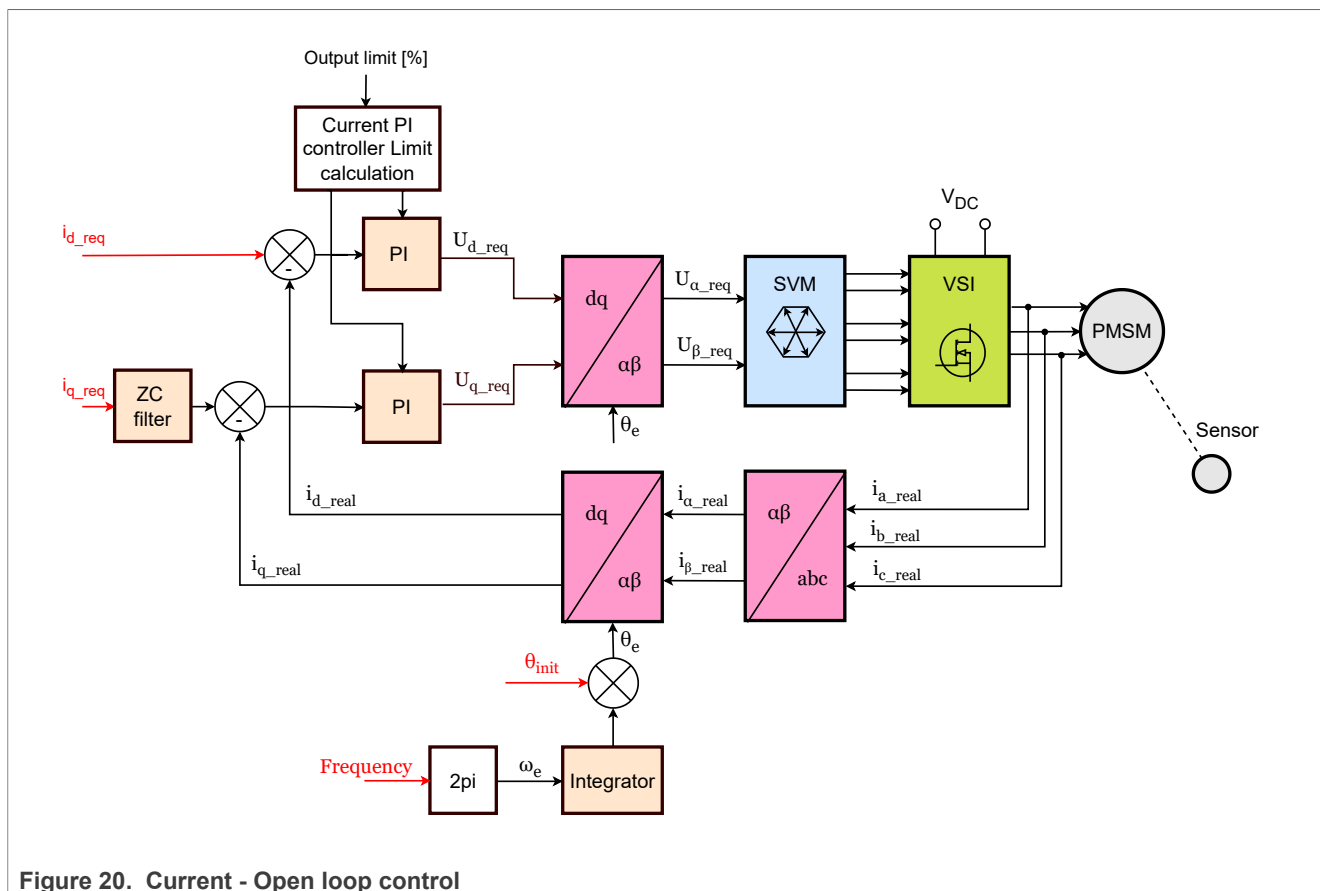 Output limit [%]
Current PI
controller Limit
calculation
V_DC
i_d_req
PI
U_d_req
dq
αβ
θ_e
U_α_req
U_β_req
SVM
VSI
PMSM
i_q_req
ZC
filter
PI
U_q_req
Sensor
i_d_real
i_q_real
dq
αβ
i_α_real
i_β_real
αβ
abc
i_a_real
i_b_real
i_c_real
θ_e
θ_init
Frequency
2pi
ω_e
Integrator
-
-
Figure 20. Current - Open loop control